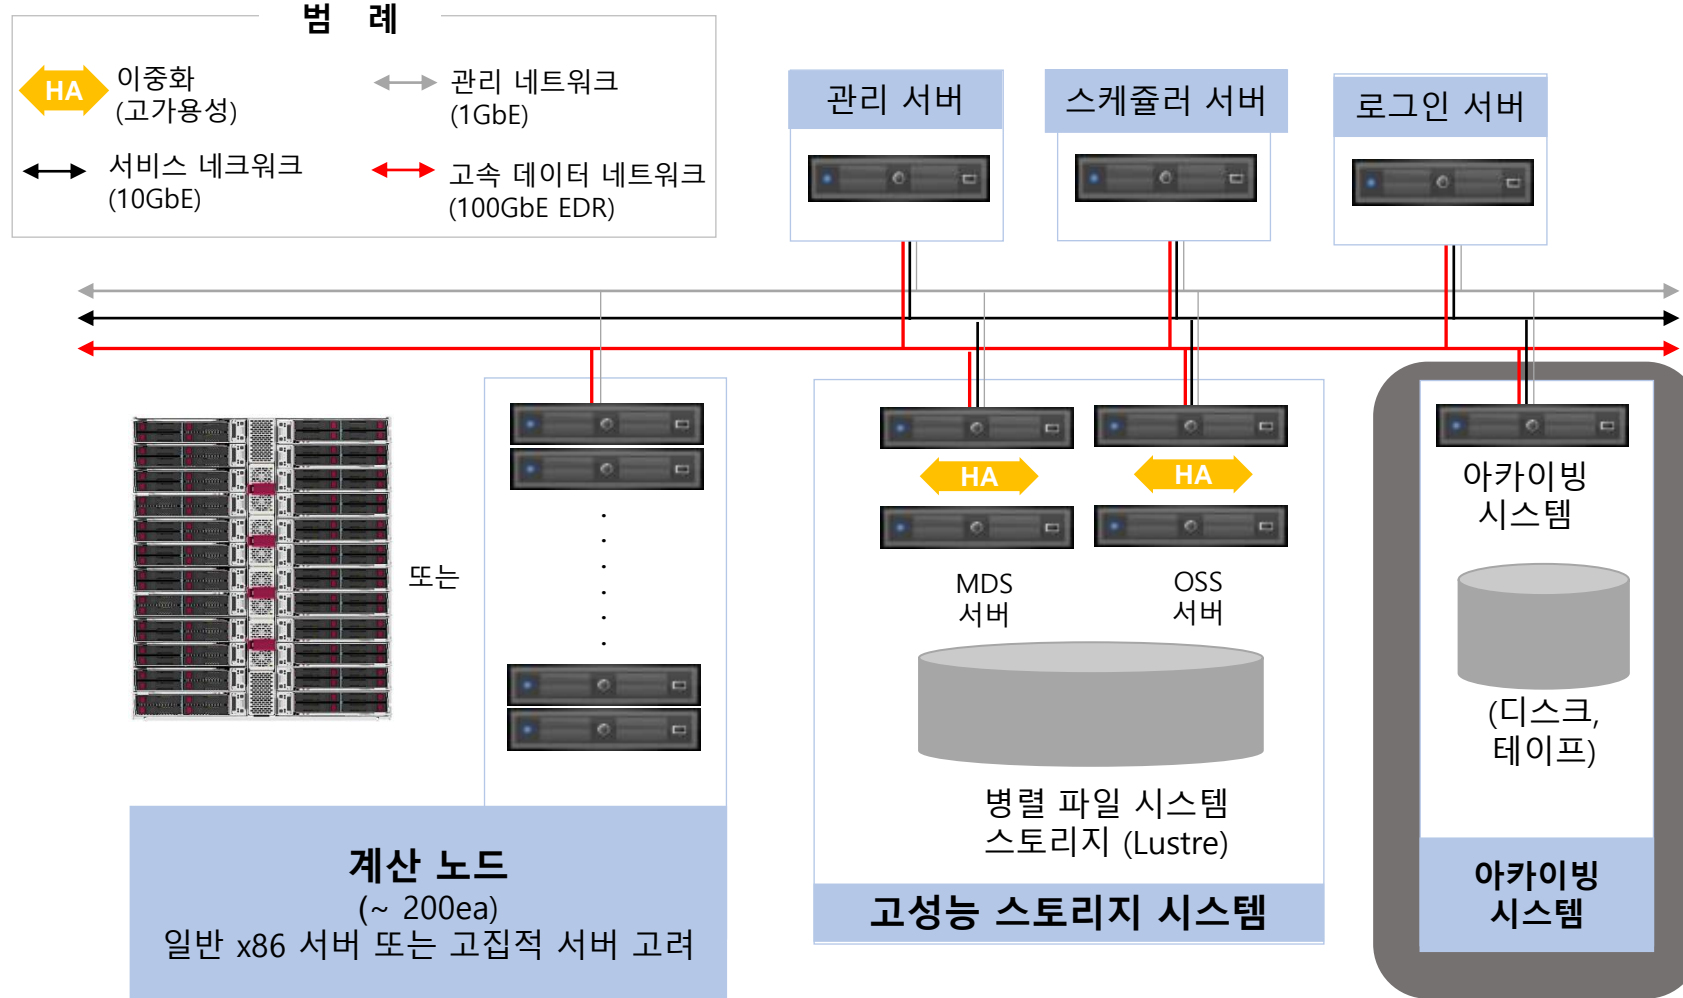 범 례
HA
이중화
(고가용성)
관리 네트워크
(1GbE)
서비스 네크워크
(10GbE)
고속 데이터 네트워크
(100GbE EDR)
관리 서버
스케쥴러 서버
로그인 서버
또는
HA
HA
MDS
서버
OSS
서버
병렬 파일 시스템
스토리지 (Lustre)
아카이빙
시스템
(디스크,
테이프)
계산 노드
(~ 200ea)
일반 x86 서버 또는 고집적 서버 고려
고성능 스토리지 시스템
아카이빙
시스템